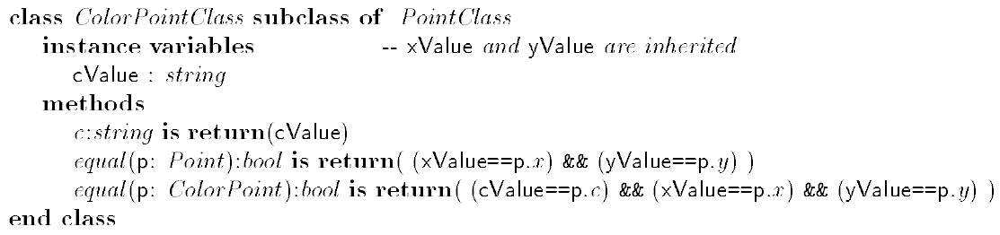 class ColorPointClass subclass of PointClass
instance variables -- xValue and yValue are inherited
cValue : string
methods
c:string is return(cValue)
equal(p: Point):bool is return( (xValue==p.x) && (yValue==p.y) )
equal(p: ColorPoint):bool is return( (cValue==p.c) && (xValue==p.x) && (yValue==p.y) )
end class